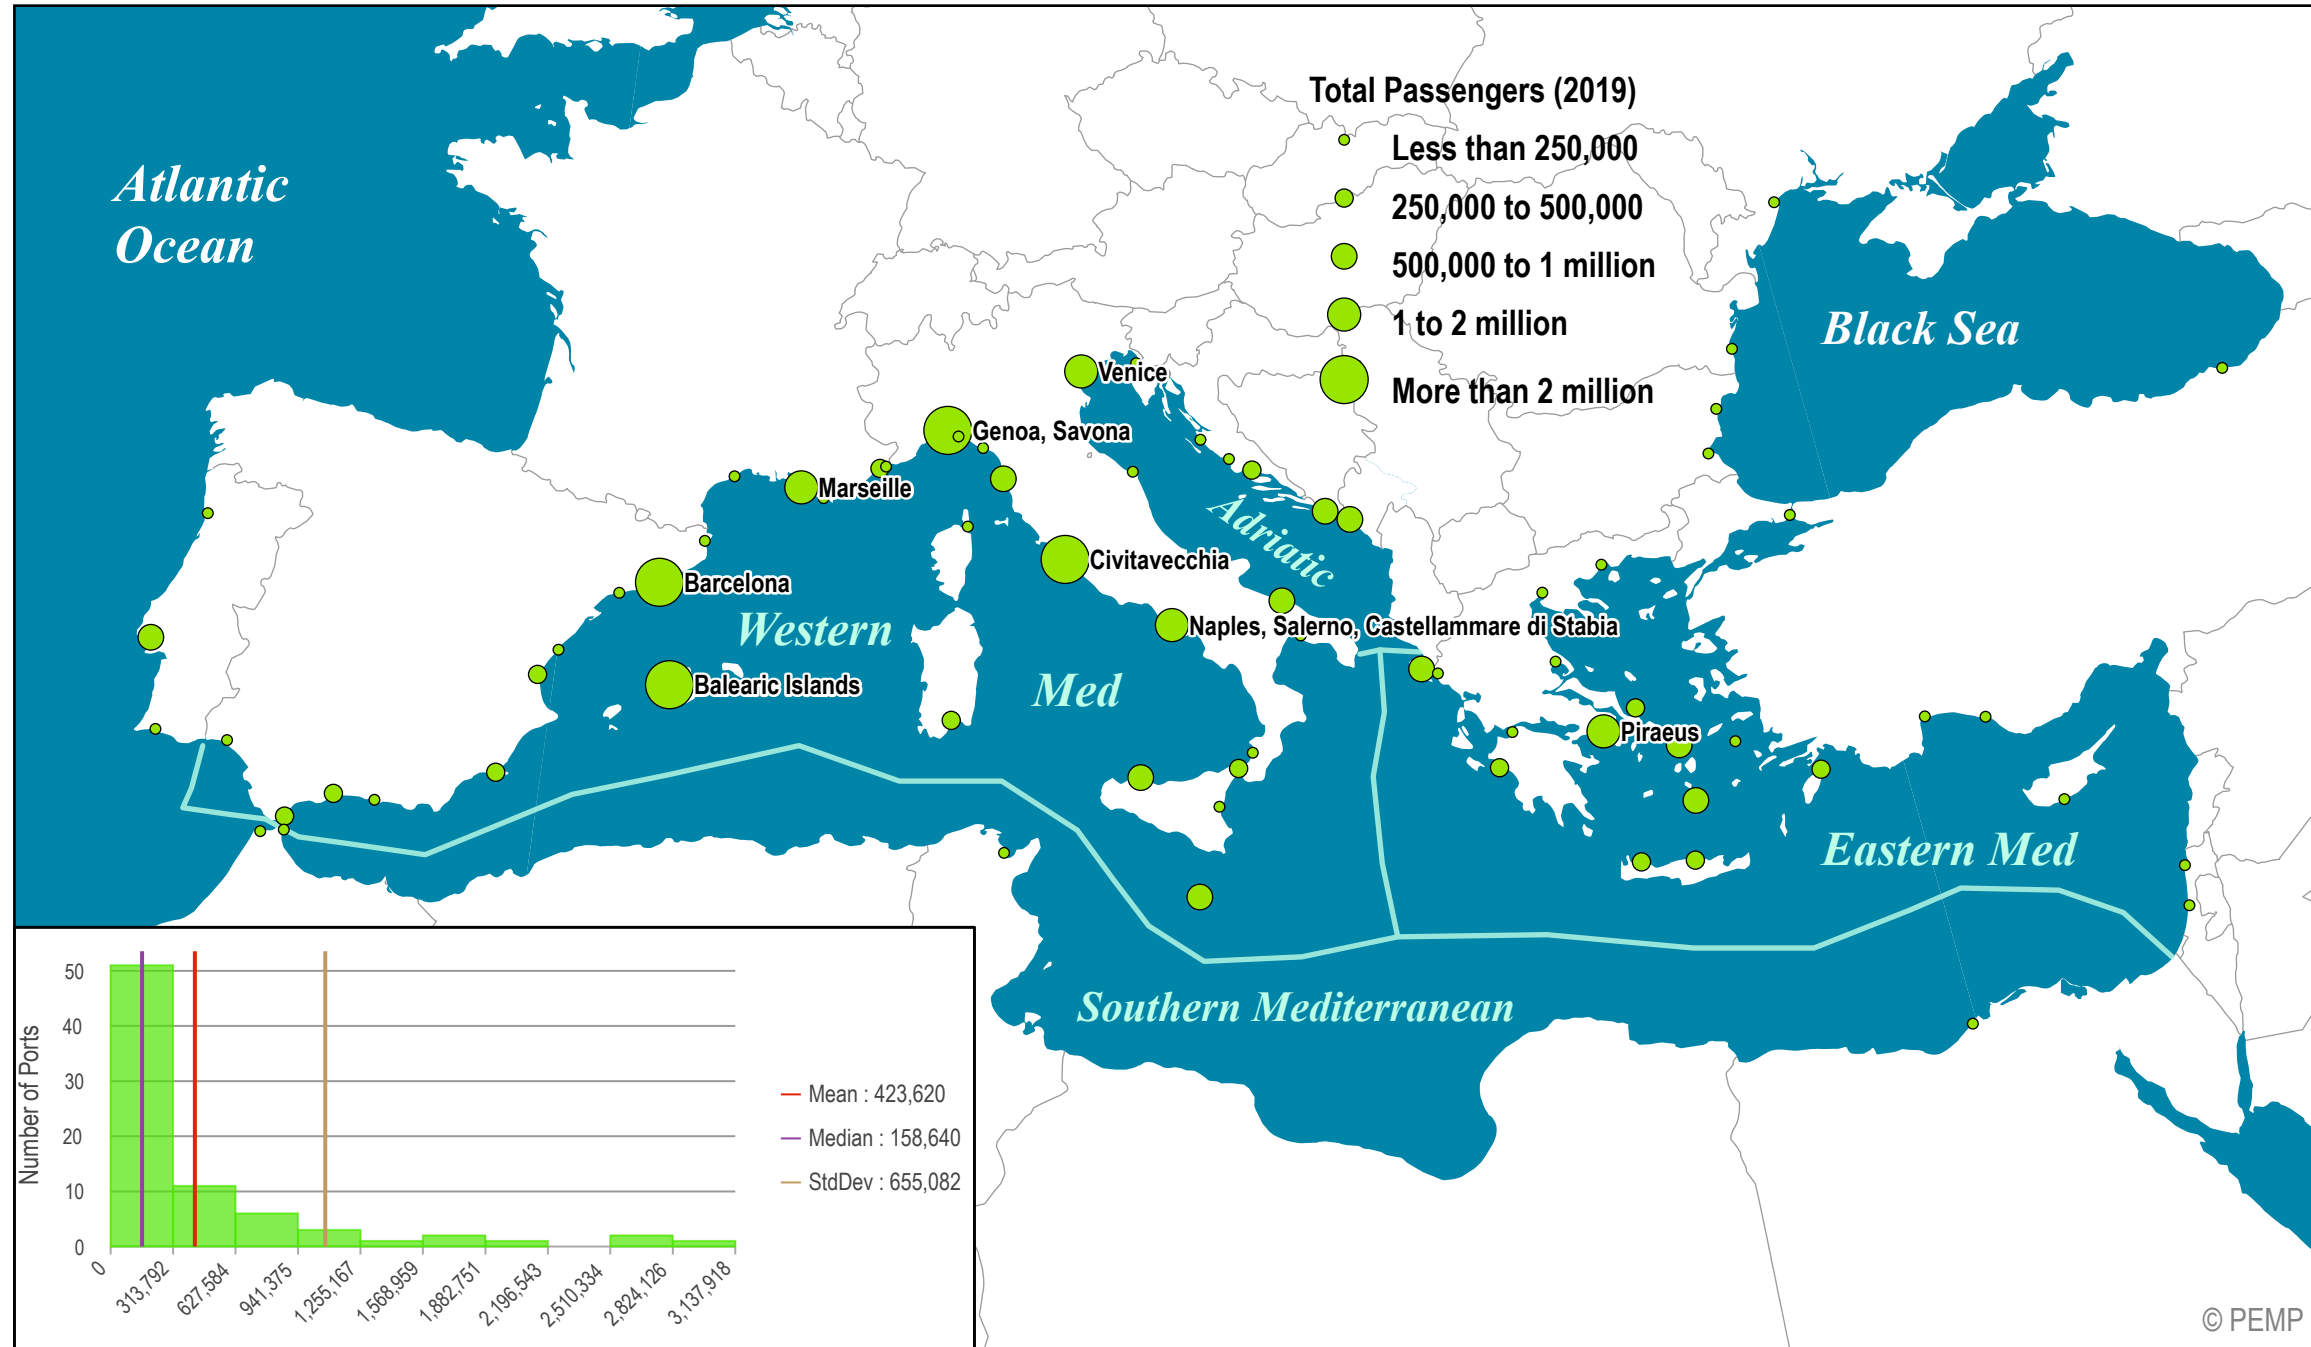 Total Passengers (2019)
Less than 250,000
250,000 to 500,000
500,000 to 1 million
1 to 2 million
More than 2 million
Atlantic
Ocean
Black Sea
Venice
Genoa, Savona
Marseille
Adriatic
Civitavecchia
Barcelona
Western
Naples, Salerno, Castellammare di Stabia
Balearic Islands
Med
Piraeus
Eastern Med
Southern Mediterranean
Number of Ports
50
40
30
20
10
0
0
313,792
627,584
941,375
1,255,167
1,568,959
1,882,751
2,196,543
2,510,334
2,824,126
3,137,918
Mean : 423,620
Median : 158,640
StdDev : 655,082
© PEMP